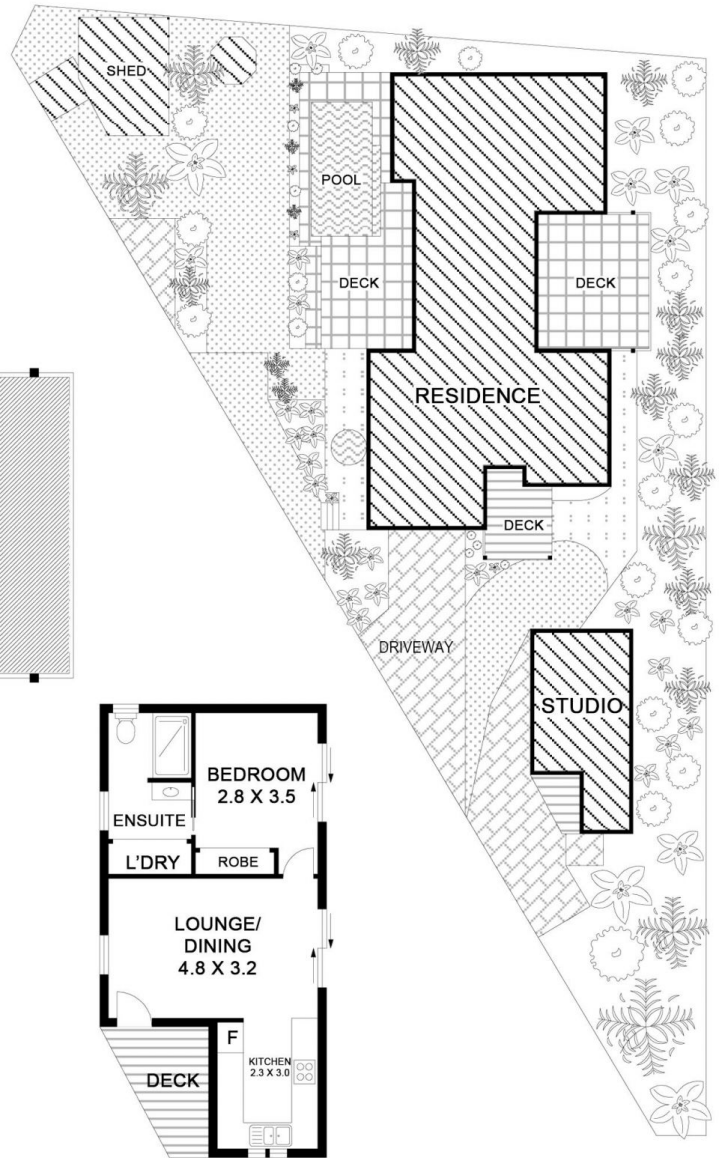 SHED
POOL
DECK
DECK
RESIDENCE
DECK
DRIVEWAY
STUDIO
BEDROOM
2.8 X 3.5
ENSUITE
L'DRY
ROBE
LOUNGE/
DINING
4.8 X 3.2
F
KITCHEN
2.3 X 3.0
DECK